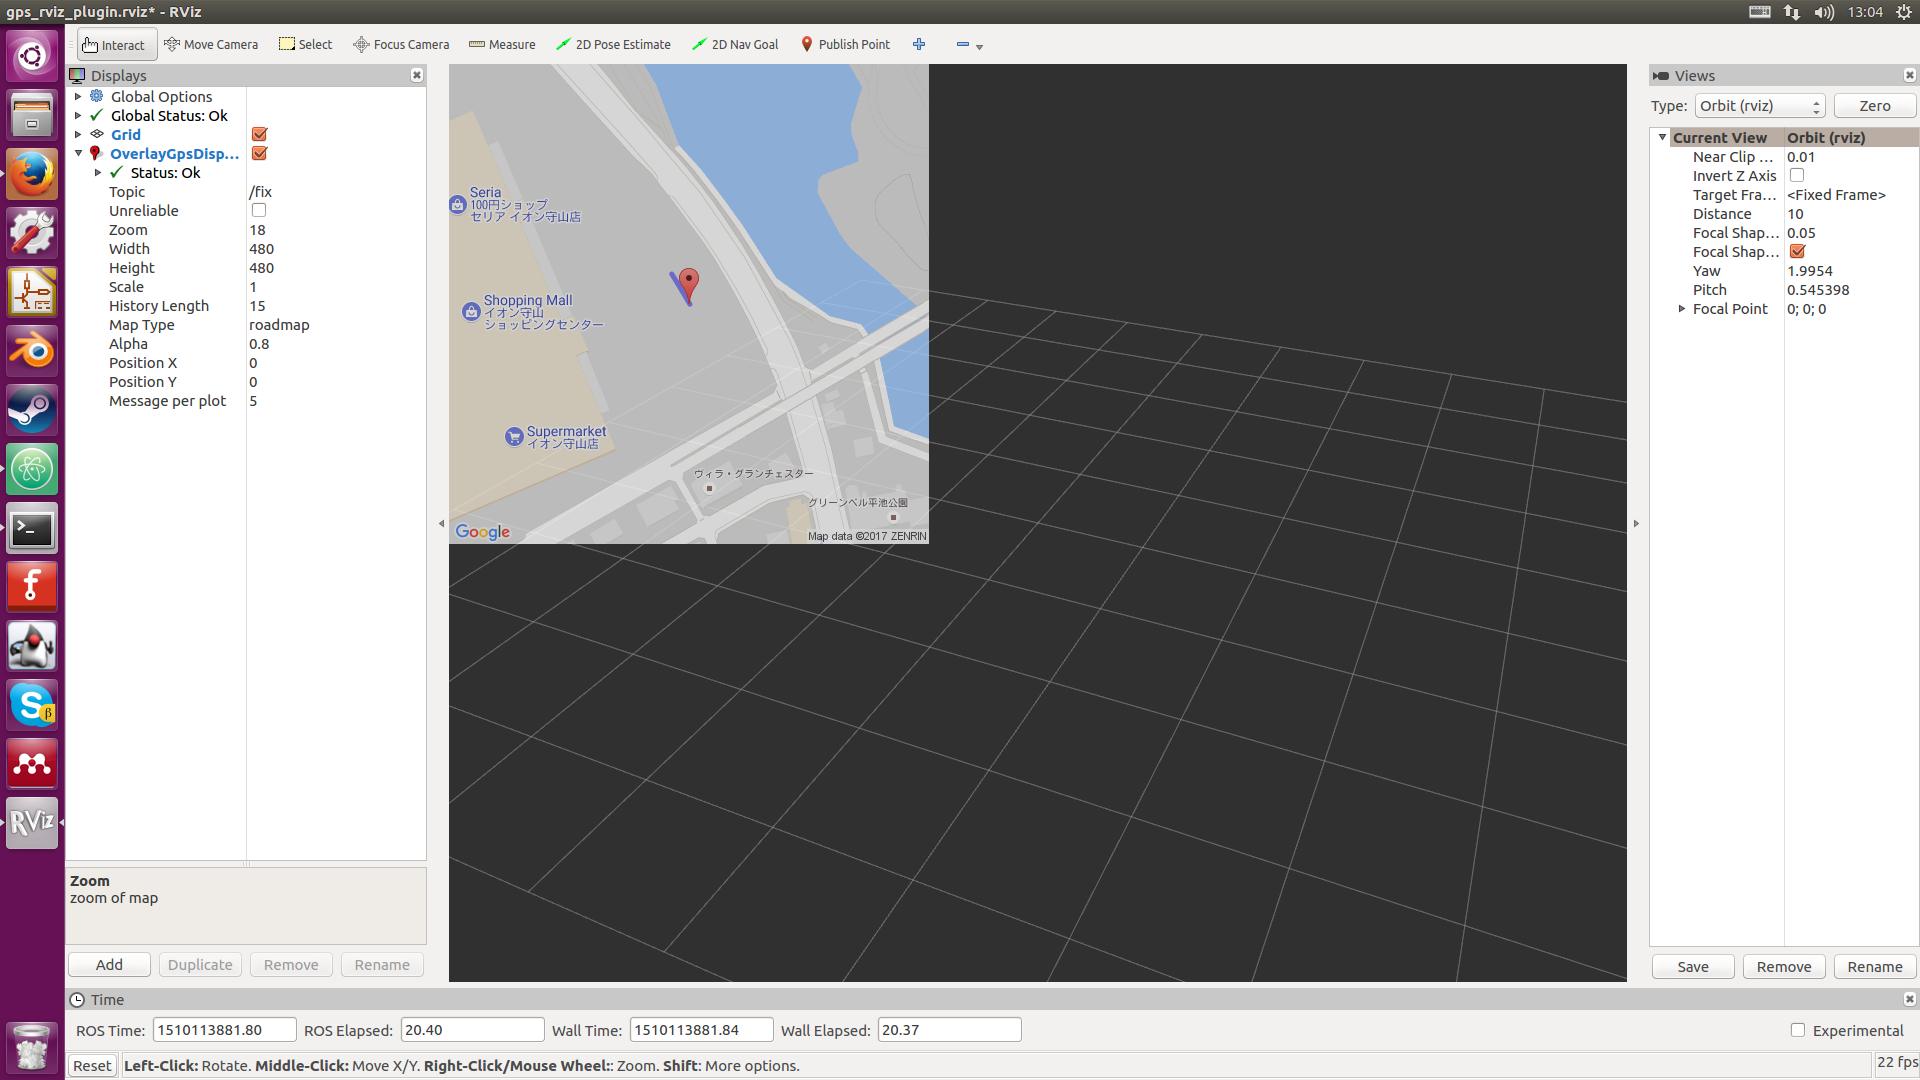 gps_rviz_plugin.rviz* - RViz
13:04
Interact
Move Camera
Select
Focus Camera
Measure
2D Pose Estimate
2D Nav Goal
Publish Point
Displays
Global Options
Global Status: Ok
Grid
OverlayGpsDisp...
Status: Ok
Topic /fix
Unreliable
Zoom 18
Width 480
Height 480
Scale 1
History Length 15
Map Type roadmap
Alpha 0.8
Position X 0
Position Y 0
Message per plot 5
Zoom
zoom of map
Add
Duplicate
Remove
Rename
Seria
100円ショップ
セリア イオン守山店
Shopping Mall
イオン守山
ショッピングセンター
Supermarket
イオン守山店
ヴィラ・グランチェスター
グリーンベル平池公園
Google
Map data ©2017 ZENRIN
Views
Type: Orbit (rviz)
Zero
Current View Orbit (rviz)
Near Clip ... 0.01
Invert Z Axis
Target Fra... <Fixed Frame>
Distance 10
Focal Shap... 0.05
Focal Shap...
Yaw 1.9954
Pitch 0.545398
Focal Point 0; 0; 0
Save
Remove
Rename
RViz
Time
ROS Time: 1510113881.80
ROS Elapsed: 20.40
Wall Time: 1510113881.84
Wall Elapsed: 20.37
Experimental
Reset
Left-Click: Rotate. Middle-Click: Move X/Y. Right-Click/Mouse Wheel:: Zoom. Shift: More options.
22 fps